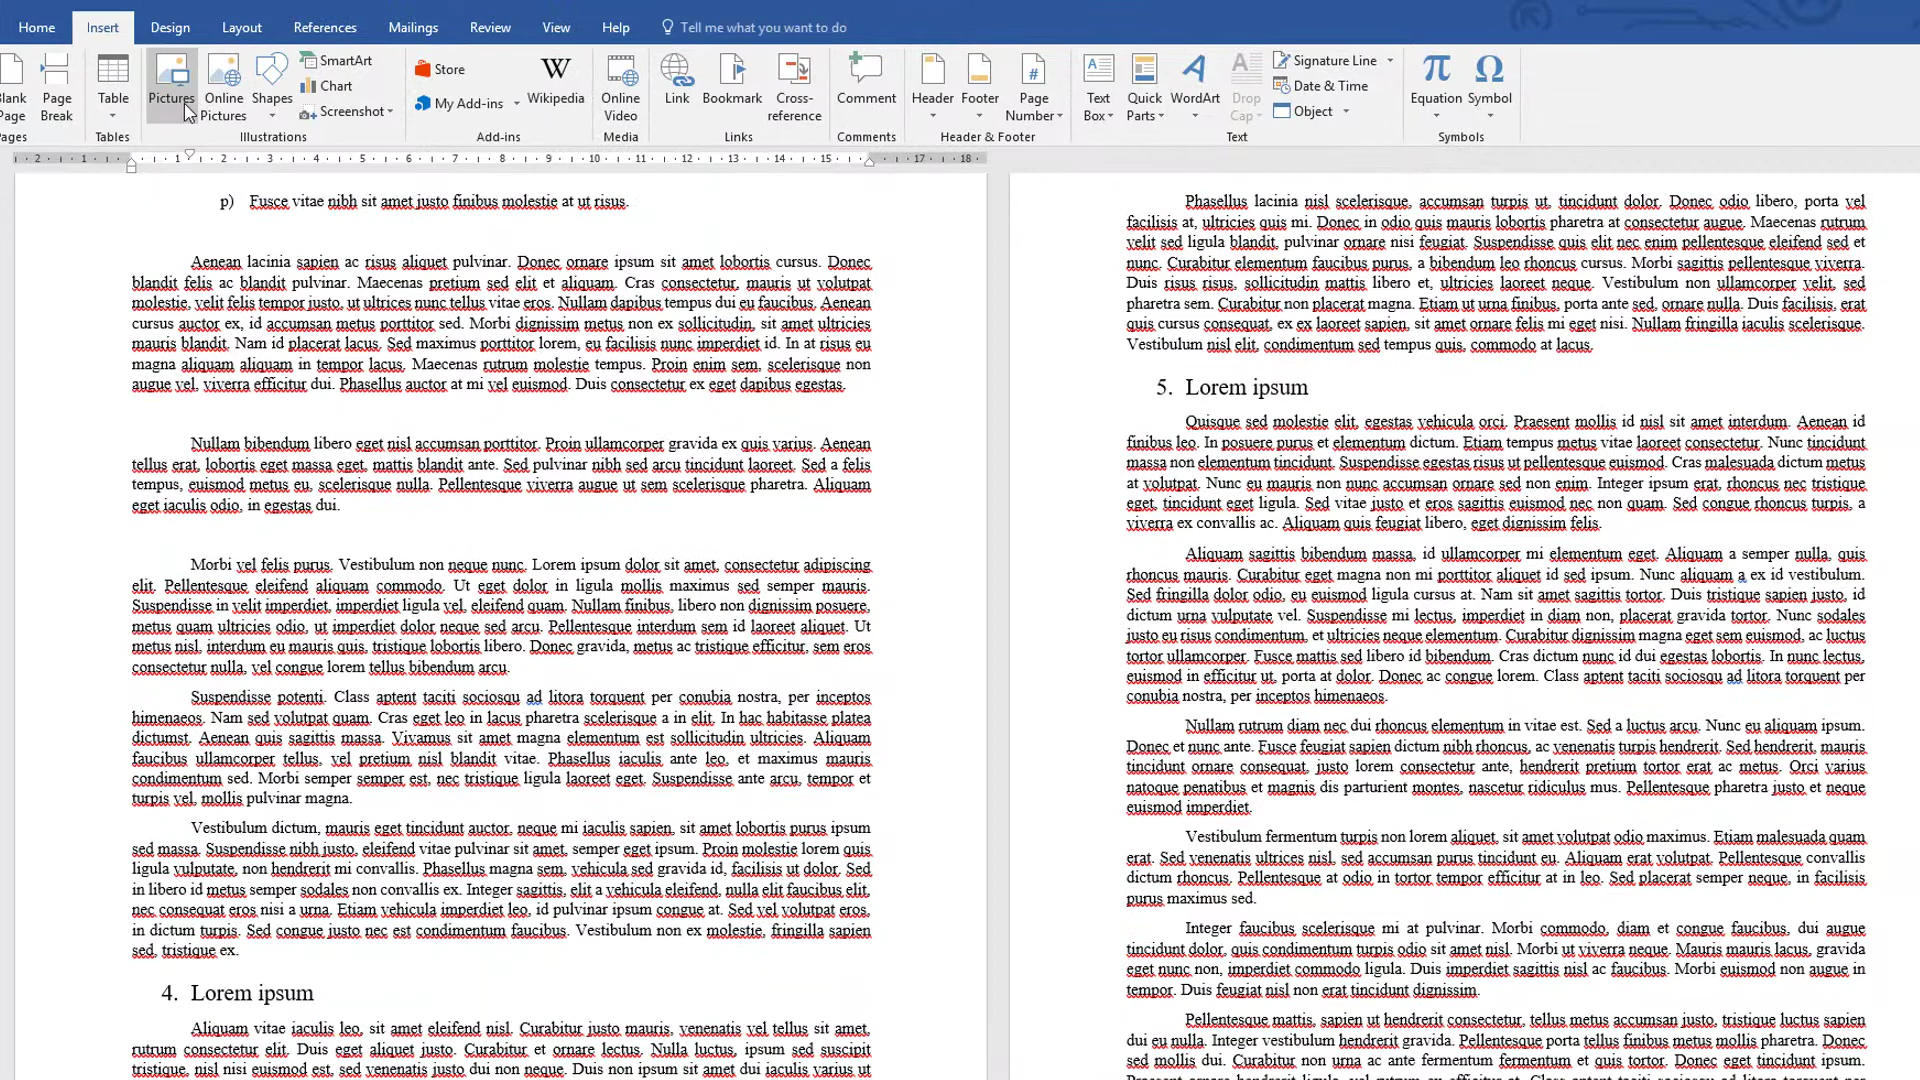 Home Insert Design Layout References Mailings Review View Help Tell me what you want to do
Blank Page
Page Break
Table
Pictures
Online Pictures
Shapes
SmartArt
Chart
Screenshot
Store
My Add-ins
Wikipedia
Online Video
Link
Bookmark
Cross-reference
Comment
Header
Footer
Page Number
Text Box
Quick Parts
WordArt
Drop Cap
Signature Line
Date & Time
Object
Equation
Symbol
Pages Tables Illustrations Add-ins Media Links Comments Header & Footer Text Symbols
2 1 1 2 3 4 5 6 7 8 9 10 11 12 13 14 15 17 18
p) Fusce vitae nibh sit amet justo finibus molestie at ut risus.
Aenean lacinia sapien ac risus aliquet pulvinar. Donec ornare ipsum sit amet lobortis cursus. Donec
blandit felis ac blandit pulvinar. Maecenas pretium sed elit et aliquam. Cras consectetur, mauris ut volutpat
molestie, velit felis tempor justo, ut ultrices nunc tellus vitae eros. Nullam dapibus tempus dui eu faucibus. Aenean
cursus auctor ex, id accumsan metus porttitor sed. Morbi dignissim metus non ex sollicitudin, sit amet ultricies
mauris blandit. Nam id placerat lacus. Sed maximus porttitor lorem, eu facilisis nunc imperdiet id. In at risus eu
magna aliquam aliquam in tempor lacus. Maecenas rutrum molestie tempus. Proin enim sem, scelerisque non
augue vel, viverra efficitur dui. Phasellus auctor at mi vel euismod. Duis consectetur ex eget dapibus egestas.
Nullam bibendum libero eget nisl accumsan porttitor. Proin ullamcorper gravida ex quis varius. Aenean
tellus erat, lobortis eget massa eget, mattis blandit ante. Sed pulvinar nibh sed arcu tincidunt laoreet. Sed a felis
tempus, euismod metus eu, scelerisque nulla. Pellentesque viverra augue ut sem scelerisque pharetra. Aliquam
eget iaculis odio, in egestas dui.
Morbi vel felis purus. Vestibulum non neque nunc. Lorem ipsum dolor sit amet, consectetur adipiscing
elit. Pellentesque eleifend aliquam commodo. Ut eget dolor in ligula mollis maximus sed semper mauris.
Suspendisse in velit imperdiet, imperdiet ligula vel, eleifend quam. Nullam finibus, libero non dignissim posuere,
metus quam ultricies odio, ut imperdiet dolor neque sed arcu. Pellentesque interdum sem id laoreet aliquet. Ut
metus nisl, interdum eu mauris quis, tristique lobortis libero. Donec gravida, metus ac tristique efficitur, sem eros
consectetur nulla, vel congue lorem tellus bibendum arcu.
Suspendisse potenti. Class aptent taciti sociosqu ad litora torquent per conubia nostra, per inceptos
himenaeos. Nam sed volutpat quam. Cras eget leo in lacus pharetra scelerisque a in elit. In hac habitasse platea
dictumst. Aenean quis sagittis massa. Vivamus sit amet magna elementum est sollicitudin ultricies. Aliquam
faucibus ullamcorper tellus, vel pretium nisl blandit vitae. Phasellus iaculis ante leo, et maximus mauris
condimentum sed. Morbi semper semper est, nec tristique ligula laoreet eget. Suspendisse ante arcu, tempor et
turpis vel, mollis pulvinar magna.
Vestibulum dictum, mauris eget tincidunt auctor, neque mi iaculis sapien, sit amet lobortis purus ipsum
sed massa. Suspendisse nibh justo, eleifend vitae pulvinar sit amet, semper eget ipsum. Proin molestie lorem quis
ligula vulputate, non hendrerit mi convallis. Phasellus magna sem, vehicula sed gravida id, facilisis ut dolor. Sed
in libero id metus semper sodales non convallis ex. Integer sagittis, elit a vehicula eleifend, nulla elit faucibus elit,
nec consequat eros nisi a urna. Etiam vehicula imperdiet leo, id pulvinar ipsum congue at. Sed vel volutpat eros,
in dictum turpis. Sed congue justo nec est condimentum faucibus. Vestibulum non ex molestie, fringilla sapien
sed, tristique ex.
4. Lorem ipsum
Aliquam vitae iaculis leo, sit amet eleifend nisl. Curabitur justo mauris, venenatis vel tellus sit amet,
rutrum consectetur elit. Duis eget aliquet justo. Curabitur et ornare lectus. Nulla luctus, ipsum sed suscipit
tristique, nisl nisi euismod est, sed venenatis justo dui non neque. Duis non ipsum sit amet dui iaculis varius ut
Phasellus lacinia nisl scelerisque, accumsan turpis ut, tincidunt dolor. Donec odio libero, porta vel
facilisis at, ultricies quis mi. Donec in odio quis mauris lobortis pharetra at consectetur augue. Maecenas rutrum
velit sed ligula blandit, pulvinar ornare nisi feugiat. Suspendisse quis elit nec enim pellentesque eleifend sed et
nunc. Curabitur elementum faucibus purus, a bibendum leo rhoncus cursus. Morbi sagittis pellentesque viverra.
Duis risus risus, sollicitudin mattis libero et, ultricies laoreet neque. Vestibulum non ullamcorper velit, sed
pharetra sem. Curabitur non placerat magna. Etiam ut urna finibus, porta ante sed, ornare nulla. Duis facilisis, erat
quis cursus consequat, ex ex laoreet sapien, sit amet ornare felis mi eget nisi. Nullam fringilla iaculis scelerisque.
Vestibulum nisl elit, condimentum sed tempus quis, commodo at lacus.
5. Lorem ipsum
Quisque sed molestie elit, egestas vehicula orci. Praesent mollis id nisl sit amet interdum. Aenean id
finibus leo. In posuere purus et elementum dictum. Etiam tempus metus vitae laoreet consectetur. Nunc tincidunt
massa non elementum tincidunt. Suspendisse egestas risus ut pellentesque euismod. Cras malesuada dictum metus
at volutpat. Nunc eu mauris non nunc accumsan ornare sed non enim. Integer ipsum erat, rhoncus nec tristique
eget, tincidunt eget ligula. Sed vitae justo et eros sagittis euismod nec non quam. Sed congue rhoncus turpis, a
viverra ex convallis ac. Aliquam quis feugiat libero, eget dignissim felis.
Aliquam sagittis bibendum massa, id ullamcorper mi elementum eget. Aliquam a semper nulla, quis
rhoncus mauris. Curabitur eget magna non mi porttitor aliquet id sed ipsum. Nunc aliquam a ex id vestibulum.
Sed fringilla dolor odio, eu euismod ligula cursus at. Nam sit amet sagittis tortor. Duis tristique sapien justo, id
dictum urna vulputate vel. Suspendisse mi lectus, imperdiet in diam non, placerat gravida tortor. Nunc sodales
justo eu risus condimentum, et ultricies neque elementum. Curabitur dignissim magna eget sem euismod, ac luctus
tortor ullamcorper. Fusce mattis sed libero id bibendum. Cras dictum nunc id dui egestas lobortis. In nunc lectus,
euismod in efficitur ut, porta at dolor. Donec ac congue lorem. Class aptent taciti sociosqu ad litora torquent per
conubia nostra, per inceptos himenaeos.
Nullam rutrum diam nec dui rhoncus elementum in vitae est. Sed a luctus arcu. Nunc eu aliquam ipsum.
Donec et nunc ante. Fusce feugiat sapien dictum nibh rhoncus, ac venenatis turpis hendrerit. Sed hendrerit, mauris
tincidunt ornare consequat, justo lorem consectetur ante, hendrerit pretium tortor erat ac metus. Orci varius
natoque penatibus et magnis dis parturient montes, nascetur ridiculus mus. Pellentesque pharetra justo et neque
euismod imperdiet.
Vestibulum fermentum turpis non lorem aliquet, sit amet volutpat odio maximus. Etiam malesuada quam
erat. Sed venenatis ultrices nisl, sed accumsan purus tincidunt eu. Aliquam erat volutpat. Pellentesque convallis
dictum rhoncus. Pellentesque at odio in tortor tempor efficitur at in leo. Sed placerat semper neque, in facilisis
purus maximus sed.
Integer faucibus scelerisque mi at pulvinar. Morbi commodo, diam et congue faucibus, dui augue
tincidunt dolor, quis condimentum turpis odio sit amet nisl. Morbi ut viverra neque. Mauris mauris lacus, gravida
eget nunc non, imperdiet commodo ligula. Duis imperdiet sagittis nisl ac faucibus. Morbi euismod non augue in
tempor. Duis feugiat nisl non erat tincidunt dignissim.
Pellentesque mattis, sapien ut hendrerit consectetur, tellus metus accumsan justo, tristique luctus sapien
dui eu nulla. Integer vestibulum hendrerit gravida. Pellentesque porta tellus finibus metus mollis pharetra. Donec
sed mollis dui. Curabitur non urna ac ante fermentum fermentum et quis tortor. Donec eget tincidunt ipsum.